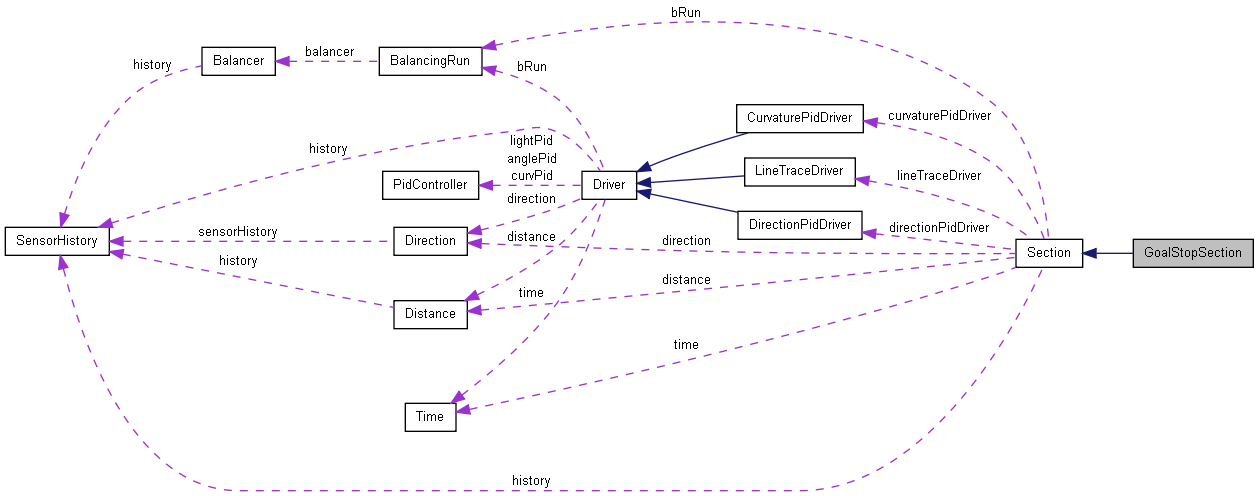 bRun
Balancer
balancer
BalancingRun
history
bRun
CurvaturePidDriver
curvaturePidDriver
history
lightPid
anglePid
curvPid
PidController
Driver
LineTraceDriver
lineTraceDriver
direction
DirectionPidDriver
directionPidDriver
SensorHistory
sensorHistory
Direction
distance
direction
Section
GoalStopSection
history
time
distance
Distance
time
Time
history